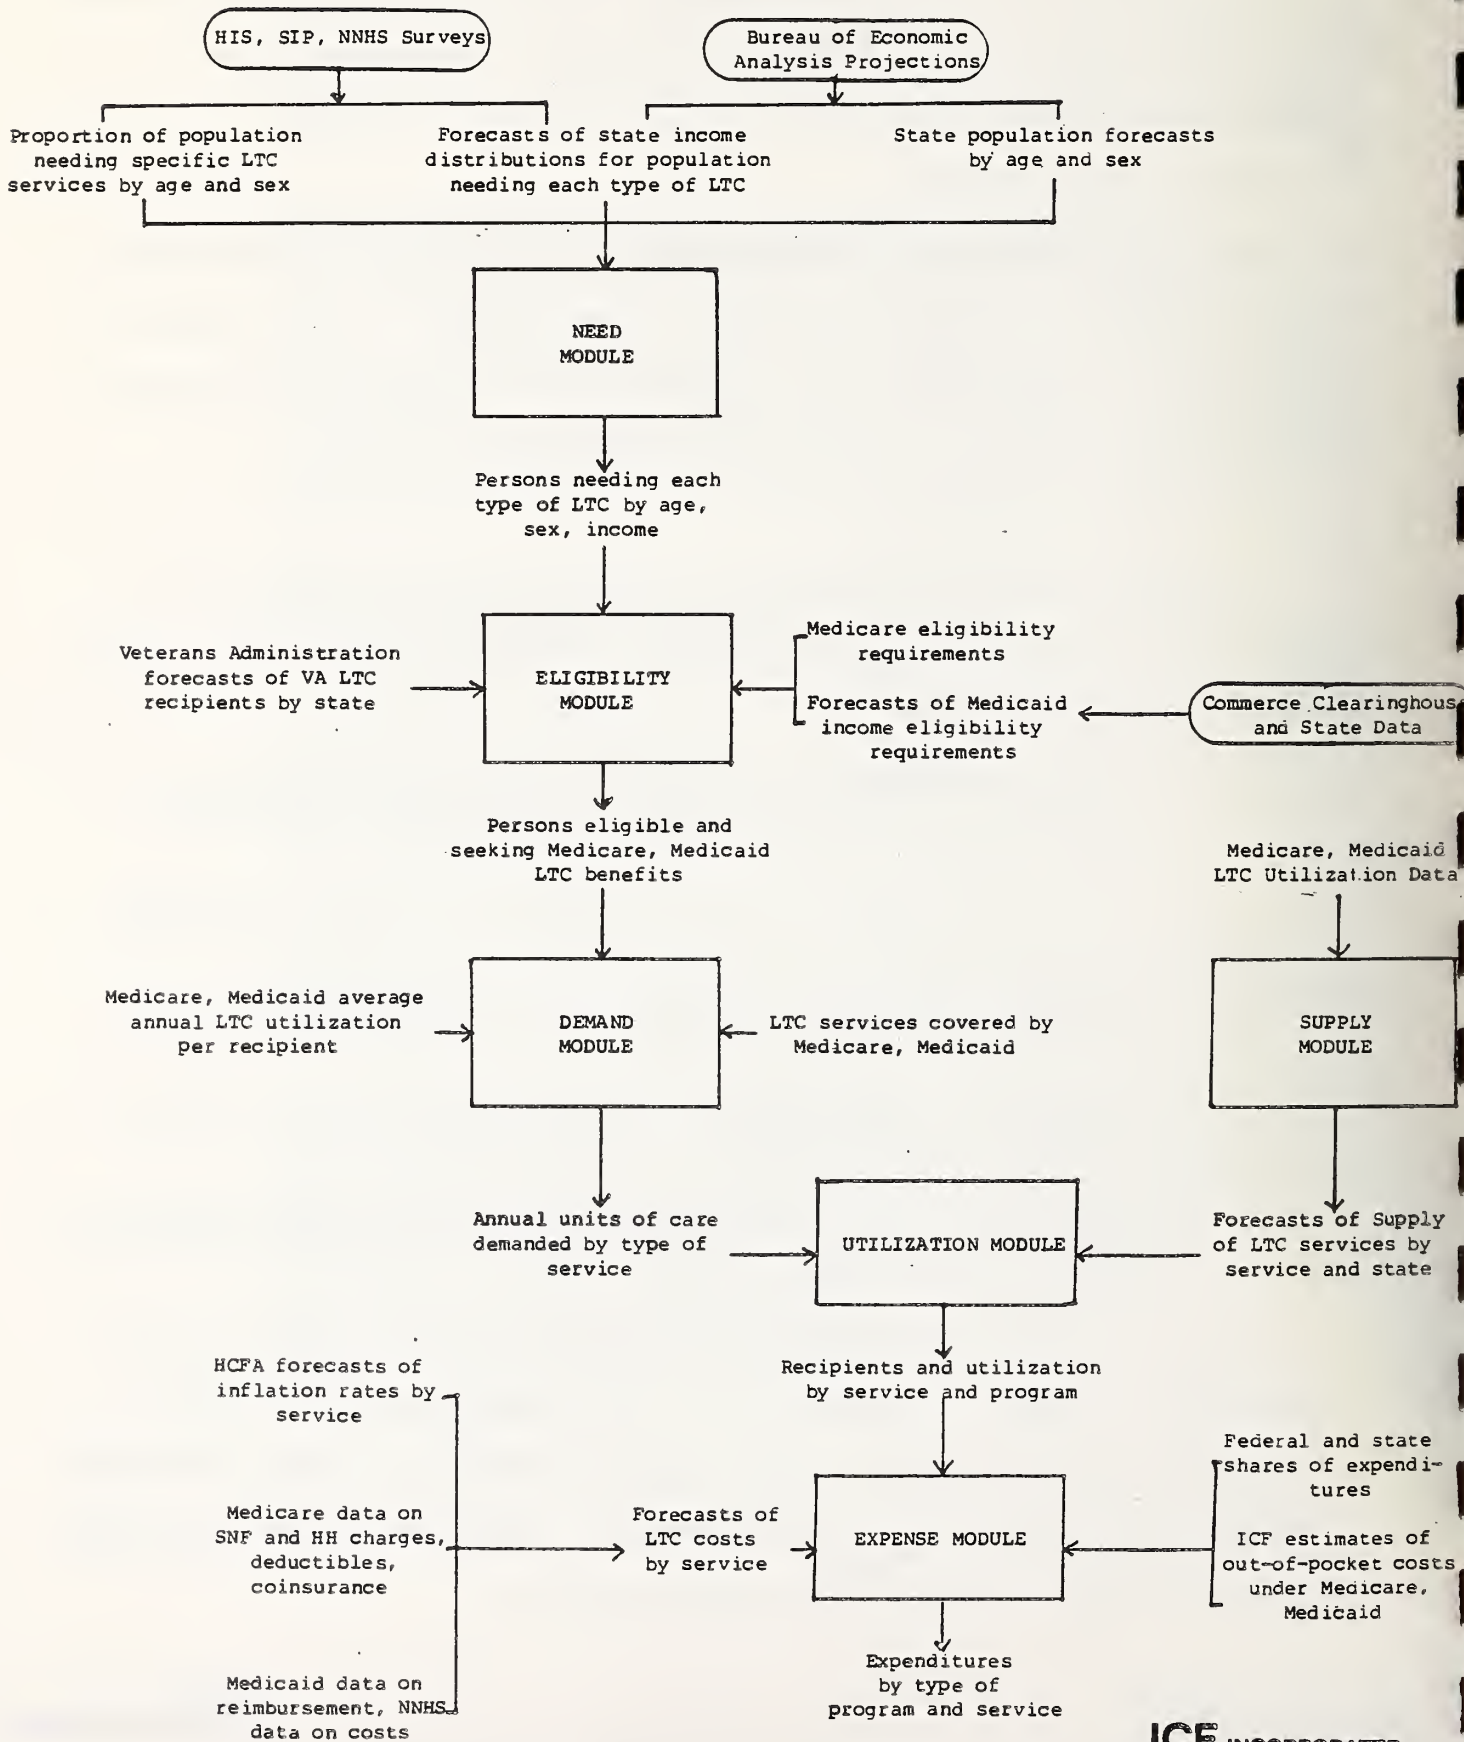 HIS, SIP, NNHS Surveys
Bureau of Economic
Analysis Projections
Proportion of population
needing specific LTC
services by age and sex
Forecasts of state income
distributions for population
needing each type of LTC
State population forecasts
by age and sex
NEED
MODULE
Persons needing each
type of LTC by age,
sex, income
Veterans Administration
forecasts of VA LTC
recipients by state
ELIGIBILITY
MODULE
Medicare eligibility
requirements
Forecasts of Medicaid
income eligibility
requirements
Commerce Clearinghous
and State Data
Persons eligible and
seeking Medicare, Medicaid
LTC benefits
Medicare, Medicaid
LTC Utilization Data
Medicare, Medicaid average
annual LTC utilization
per recipient
DEMAND
MODULE
LTC services covered by
Medicare, Medicaid
SUPPLY
MODULE
Annual units of care
demanded by type of
service
UTILIZATION MODULE
Forecasts of Supply
of LTC services by
service and state
HCFA forecasts of
inflation rates by
service
Recipients and utilization
by service and program
Medicare data on
SNF and HH charges,
deductibles,
coinsurance
Forecasts of
LTC costs
by service
EXPENSE MODULE
Federal and state
shares of expendi-
tures
ICF estimates of
out-of-pocket costs
under Medicare,
Medicaid
Medicaid data on
reimbursement, NNHS
data on costs
Expenditures
by type of
program and service
ICF INCORPORATED